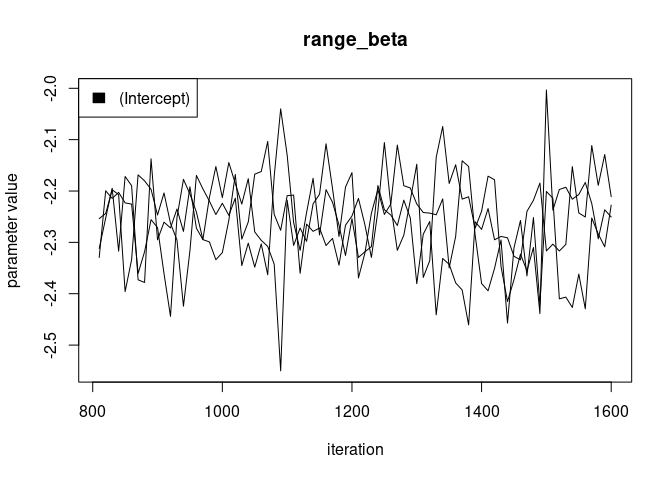 range_beta
(Intercept)
parameter value
-2.0
-2.1
-2.2
-2.3
-2.4
-2.5
800 1000 1200 1400 1600
iteration